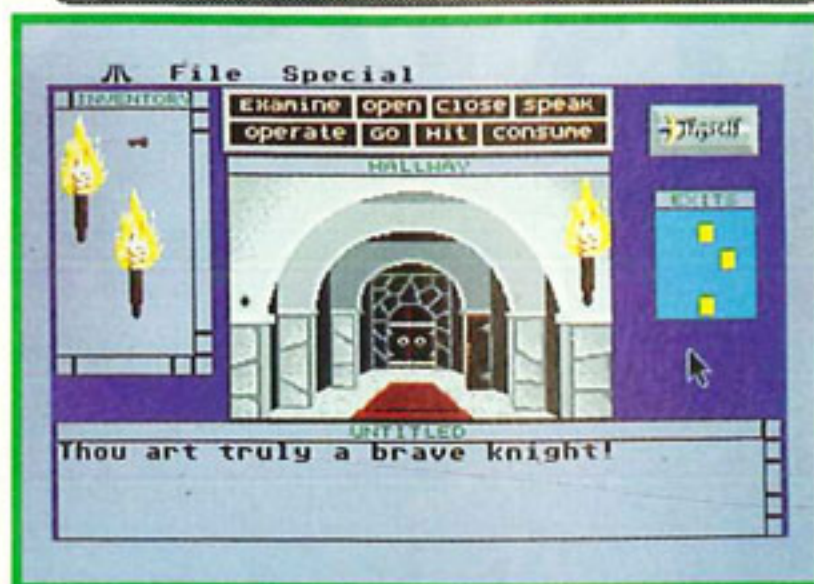 File Special
INVENTORY
Examine open close speak
operate GO Hit consume
Thyself
HALLWAY
EXITS
UNTITLED
Thou art truly a brave knight!